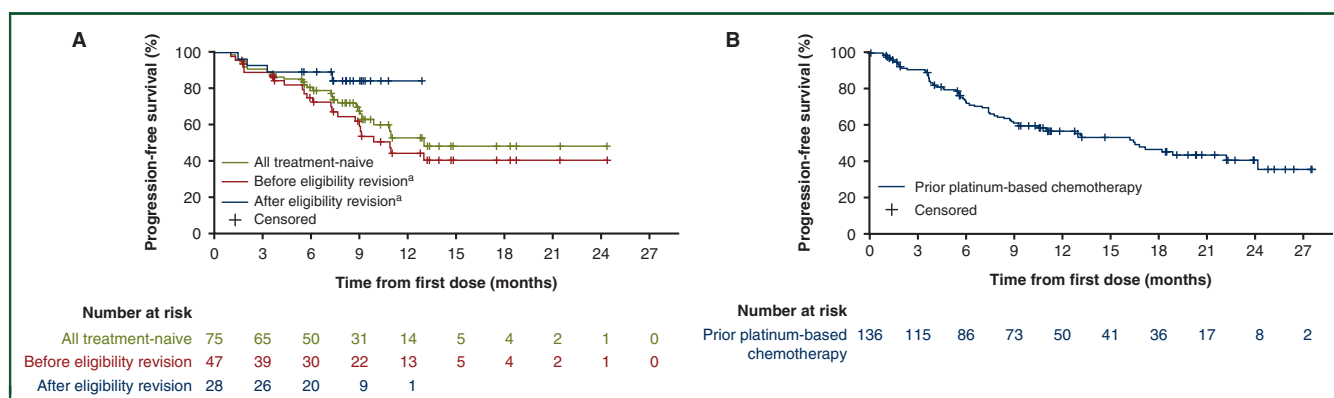 A
Progression-free survival (%)
100
80
60
40
20
0
All treatment-naive
Before eligibility revisionª
After eligibility revisionª
Censored
0 3 6 9 12 15 18 21 24 27
Time from first dose (months)
Number at risk
All treatment-naive 75 65 50 31 14 5 4 2 1 0
Before eligibility revision 47 39 30 22 13 5 4 2 1 0
After eligibility revision 28 26 20 9 1
B
Progression-free survival (%)
100
80
60
40
20
0
Prior platinum-based chemotherapy
Censored
0 3 6 9 12 15 18 21 24 27
Time from first dose (months)
Number at risk
Prior platinum-based 136 115 86 73 50 41 36 17 8 2
chemotherapy